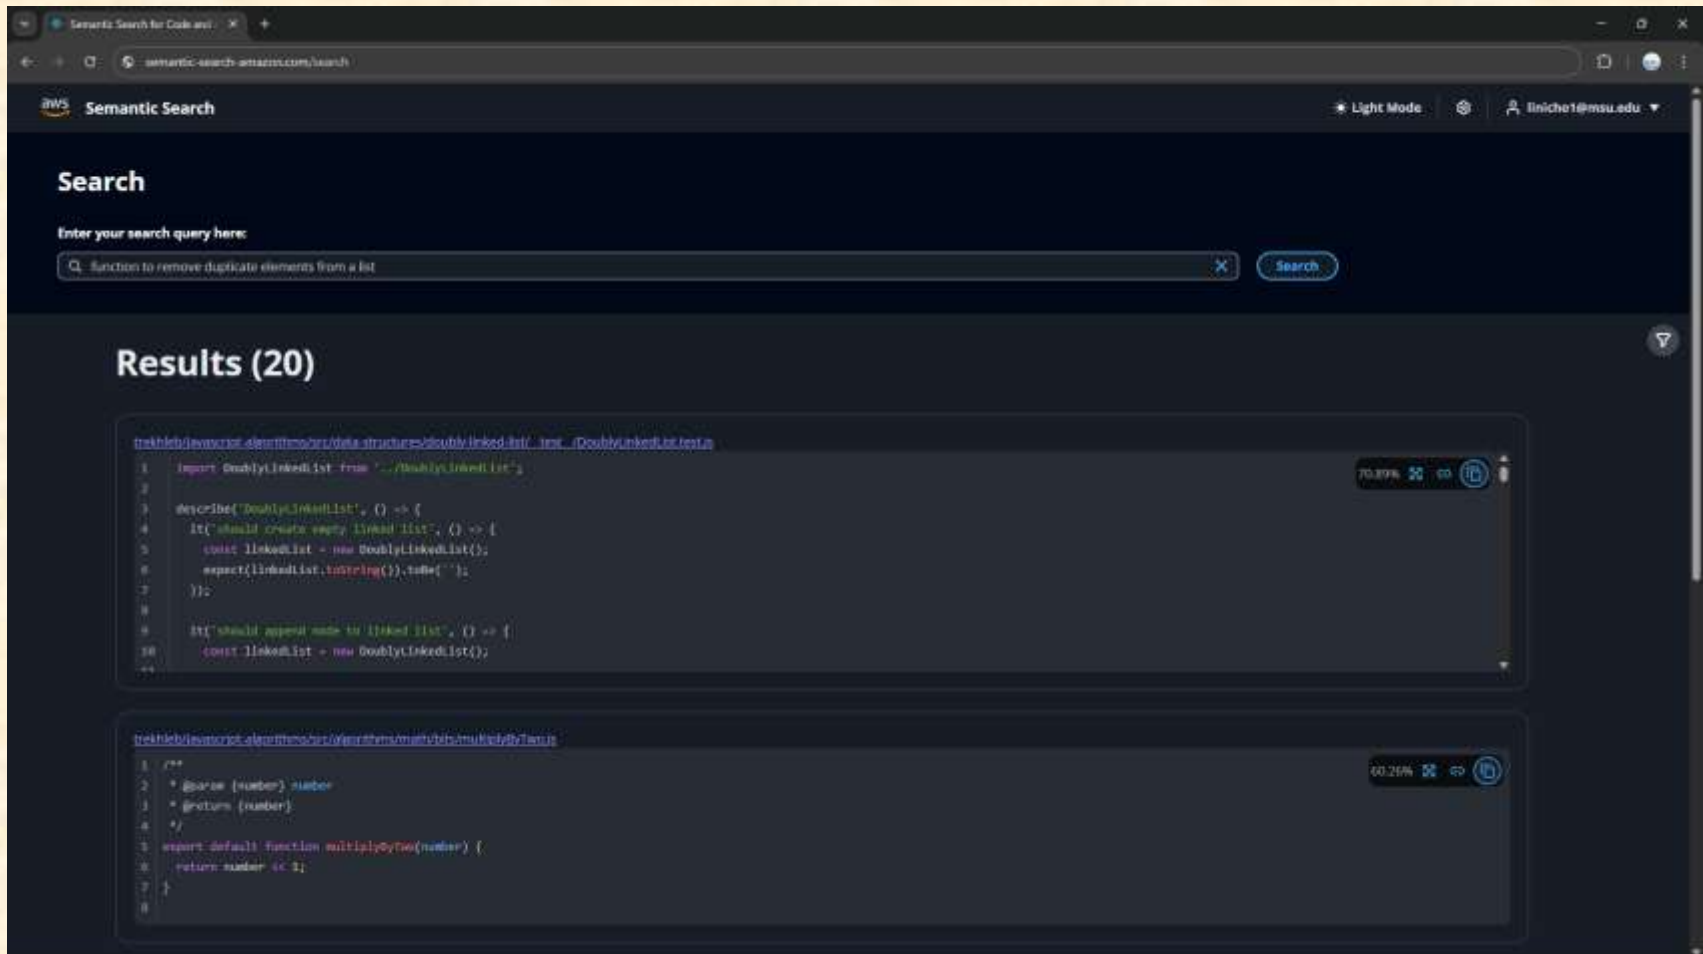 Semantic Search for Code and
semantic-search-amazon.com/search
aws
Semantic Search
Light Mode
liniche1@msu.edu
Search
Enter your search query here:
function to remove duplicate elements from a list
Search
Results (20)
trekhleb/javascript-algorithms/src/data-structures/doubly-linked-list/__test__/DoublyLinkedList.test.js
70.89%
1 import DoublyLinkedList from '../DoublyLinkedList';
2
3 describe('DoublyLinkedList', () => {
4 it('should create empty linked list', () => {
5 const linkedList = new DoublyLinkedList();
6 expect(linkedList.toString()).toBe('');
7 });
8
9 it('should append node to linked list', () => {
10 const linkedList = new DoublyLinkedList();
trekhleb/javascript-algorithms/src/algorithms/math/bits/multiplyByTwo.js
60.26%
1 /**
2 * @param {number} number
3 * @return {number}
4 */
5 export default function multiplyByTwo(number) {
6 return number << 1;
7 }
8